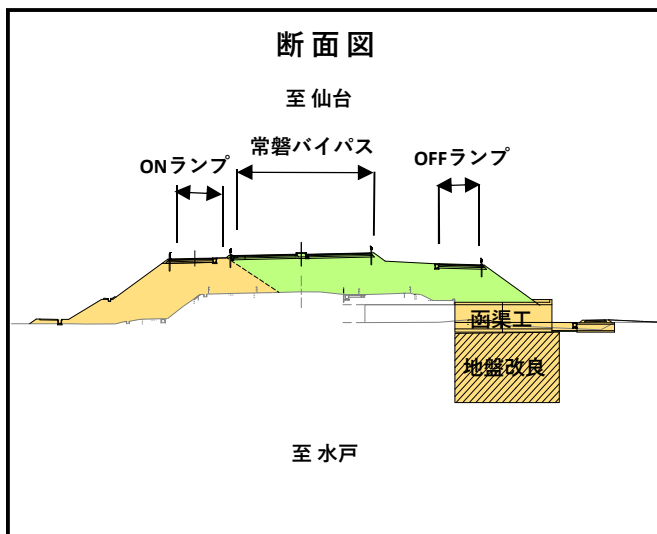 断面図
至 仙台
常磐バイパス
ONランプ
OFFランプ
函渠工
地盤改良
至 水戸